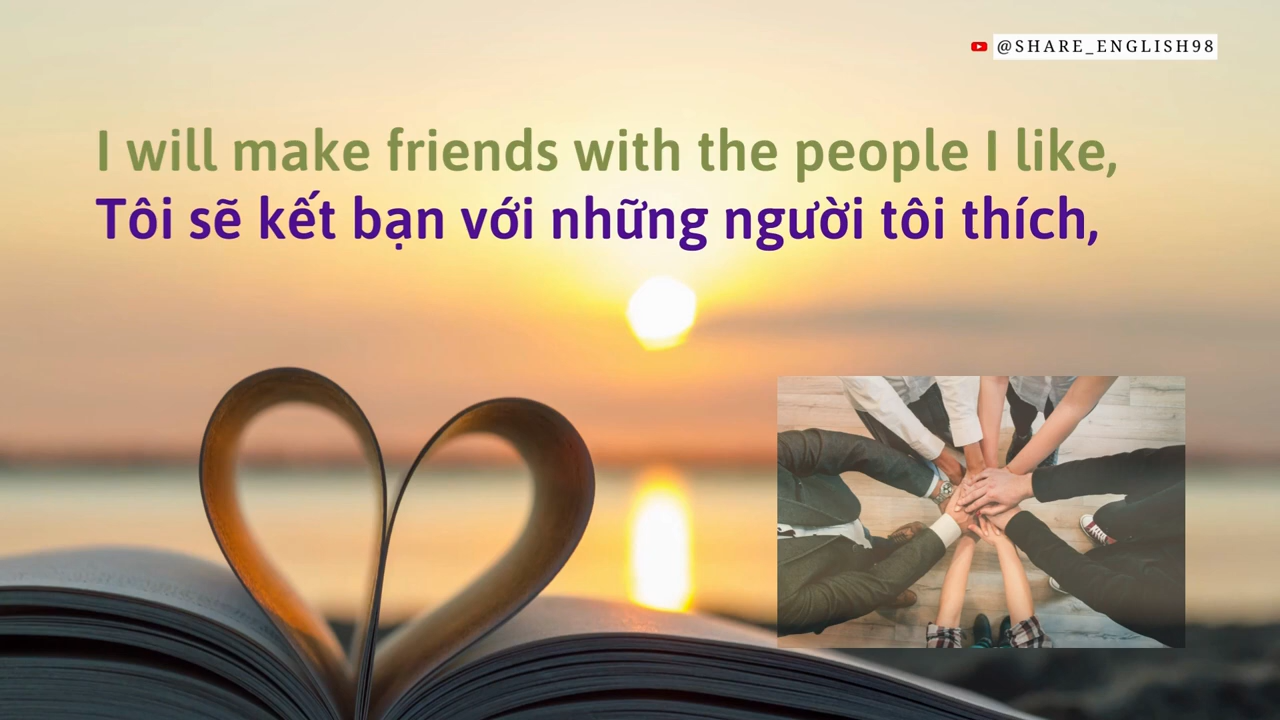 @SHARE_ENGLISH98
I will make friends with the people I like,
Tôi sẽ kết bạn với những người tôi thích,